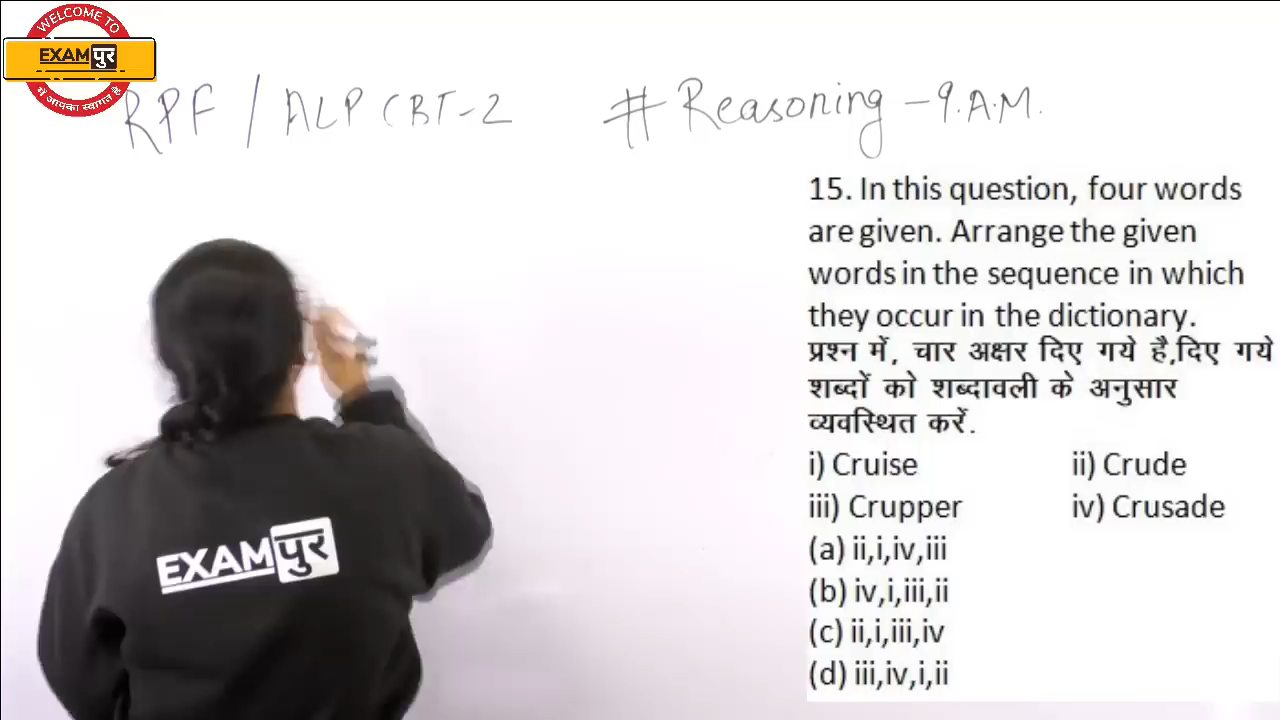 WELCOME TO
EXAMपुर
में आपका स्वागत है
RPF / ALP CBT-2 # Reasoning - 9.A.M.
15. In this question, four words
are given. Arrange the given
words in the sequence in which
they occur in the dictionary.
प्रश्न में, चार अक्षर दिए गये है,दिए गये
शब्दों को शब्दावली के अनुसार
व्यवस्थित करें.
i) Cruise ii) Crude
iii) Crupper iv) Crusade
(a) ii,i,iv,iii
(b) iv,i,iii,ii
(c) ii,i,iii,iv
(d) iii,iv,i,ii
EXAMपुर